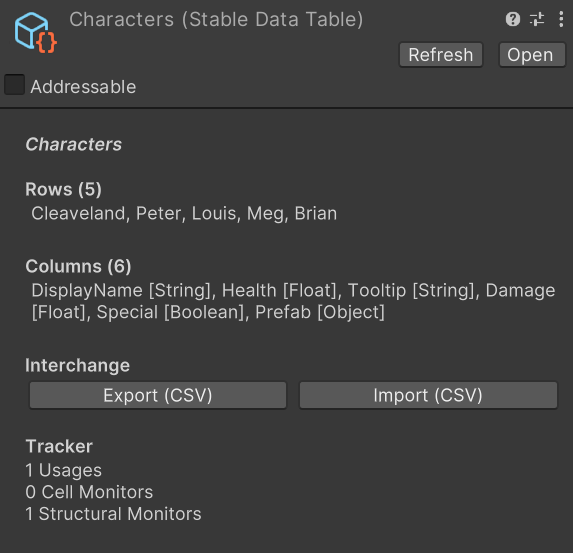 Characters (Stable Data Table)
Refresh
Open
Addressable
Characters
Rows (5)
Cleaveland, Peter, Louis, Meg, Brian
Columns (6)
DisplayName [String], Health [Float], Tooltip [String], Damage
[Float], Special [Boolean], Prefab [Object]
Interchange
Export (CSV)
Import (CSV)
Tracker
1 Usages
0 Cell Monitors
1 Structural Monitors